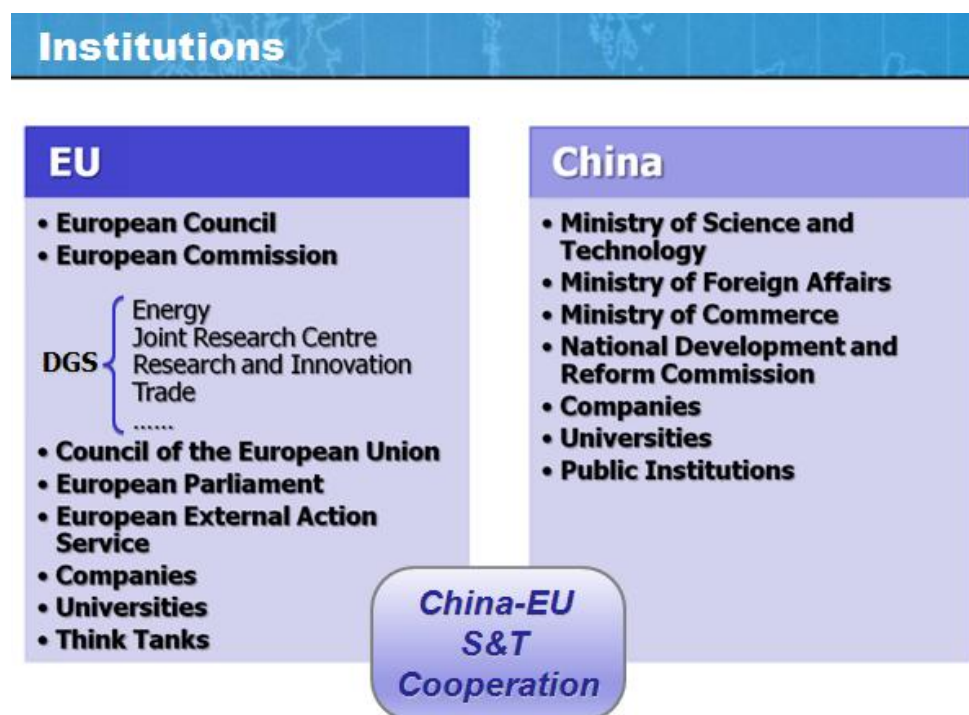 Institutions
EU
• European Council
• European Commission
DGS
Energy
Joint Research Centre
Research and Innovation
Trade
......
• Council of the European Union
• European Parliament
• European External Action
Service
• Companies
• Universities
• Think Tanks
China
• Ministry of Science and
Technology
• Ministry of Foreign Affairs
• Ministry of Commerce
• National Development and
Reform Commission
• Companies
• Universities
• Public Institutions
China-EU
S&T
Cooperation